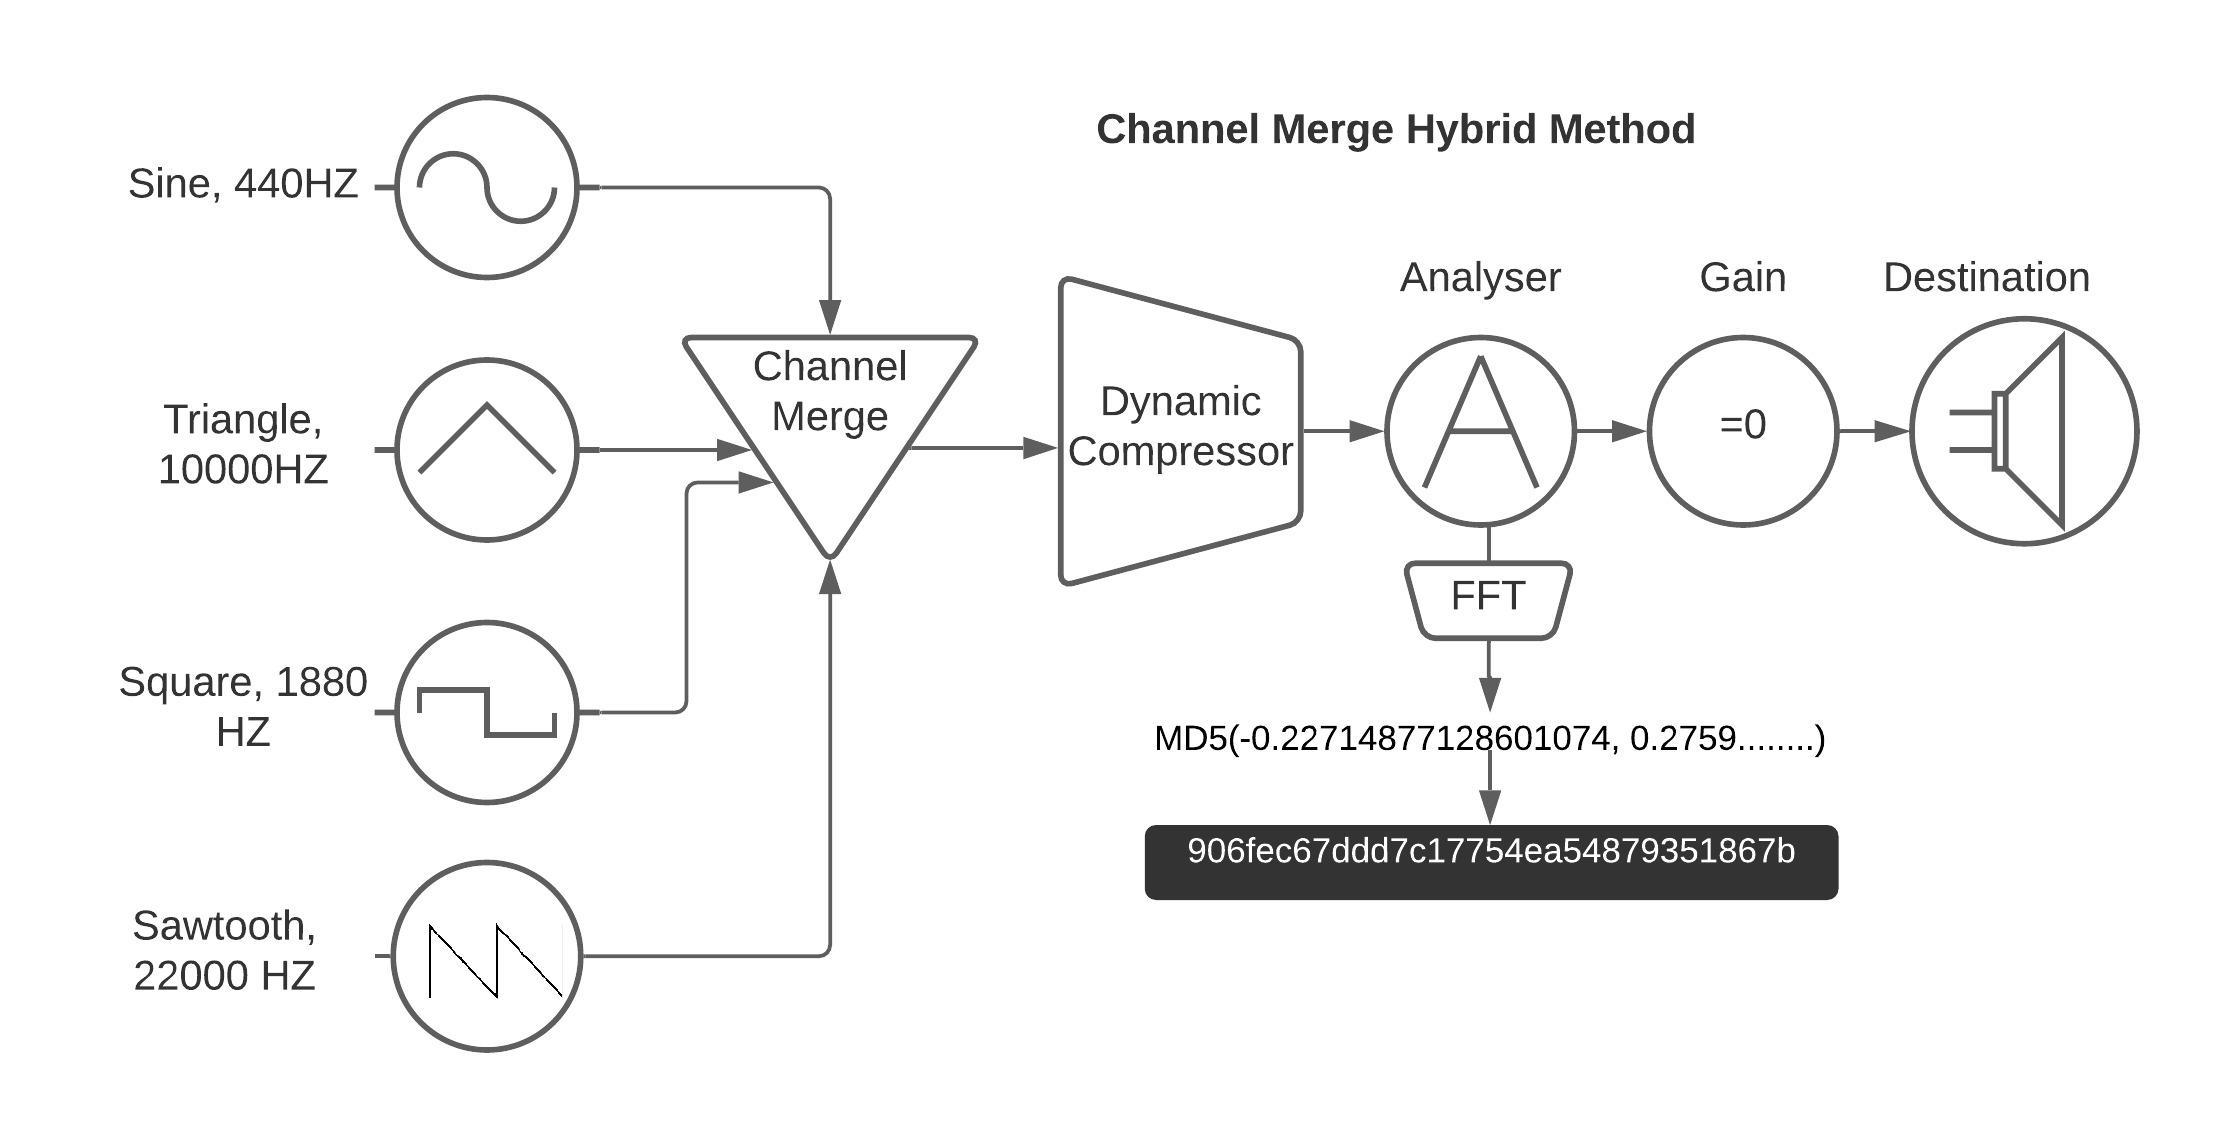 Channel Merge Hybrid Method
Sine, 440HZ
Triangle,
10000HZ
Square, 1880
HZ
Sawtooth,
22000 HZ
Channel
Merge
Dynamic
Compressor
Analyser
Gain
=0
Destination
FFT
MD5(-0.22714877128601074, 0.2759........)
906fec67ddd7c17754ea54879351867b